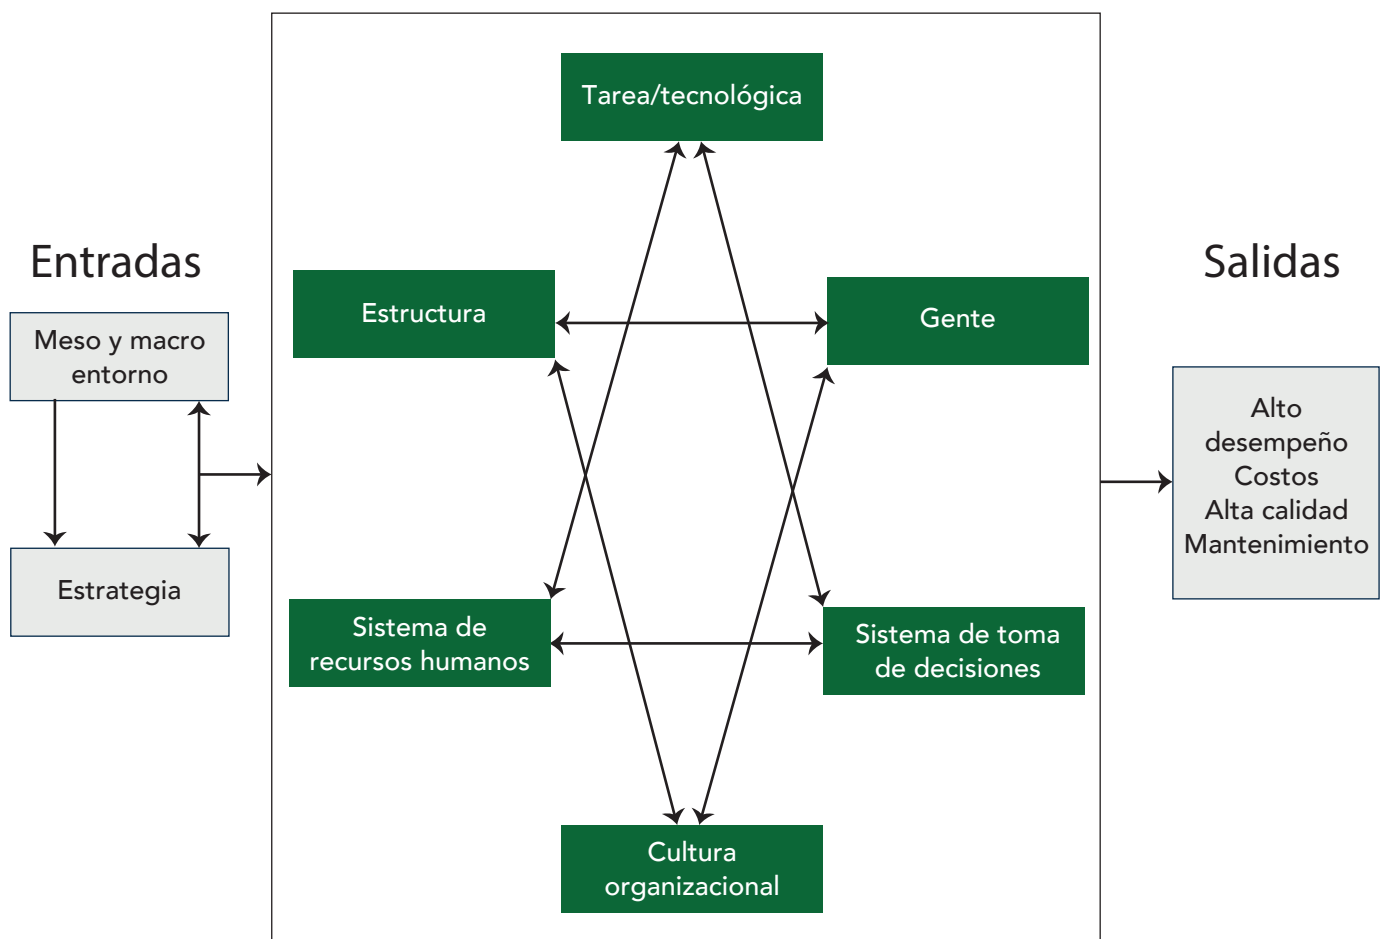 Tarea/tecnológica
Entradas
Salidas
Estructura
Gente
Meso y macro
entorno
Alto
desempeño
Costos
Alta calidad
Mantenimiento
Estrategia
Sistema de
recursos humanos
Sistema de toma
de decisiones
Cultura
organizacional